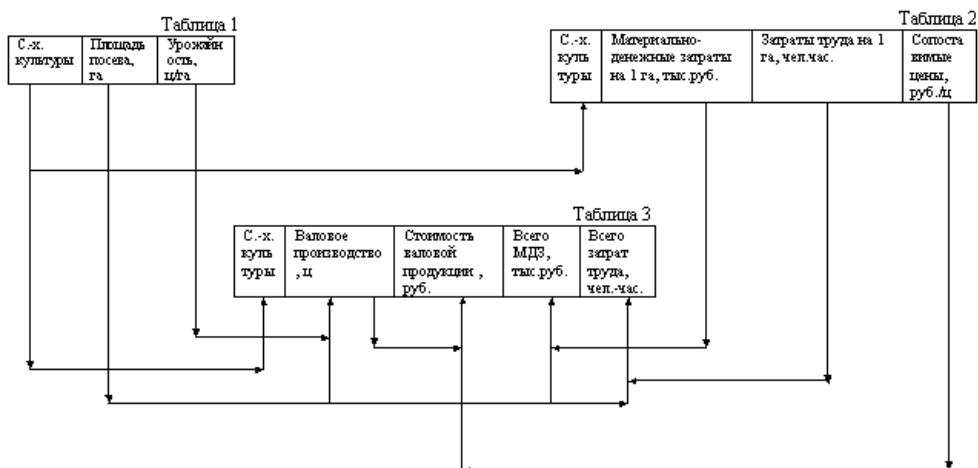 Таблица 1
С.-х.
культуры
Площадь
посева,
га
Урожайн
ость,
ц/га
Таблица 2
С.-х.
куль
туры
Материально-
денежные затраты
на 1 га, тыс.руб.
Затраты труда на 1
га, чел.час.
Сопоста
вимые
цены,
руб./ц
Таблица 3
С.-х.
куль
туры
Валовое
производство
, ц
Стоимость
валовой
продукции ,
руб.
Всего
МДЗ,
тыс.руб.
Всего
затрат
труда,
чел.-час.